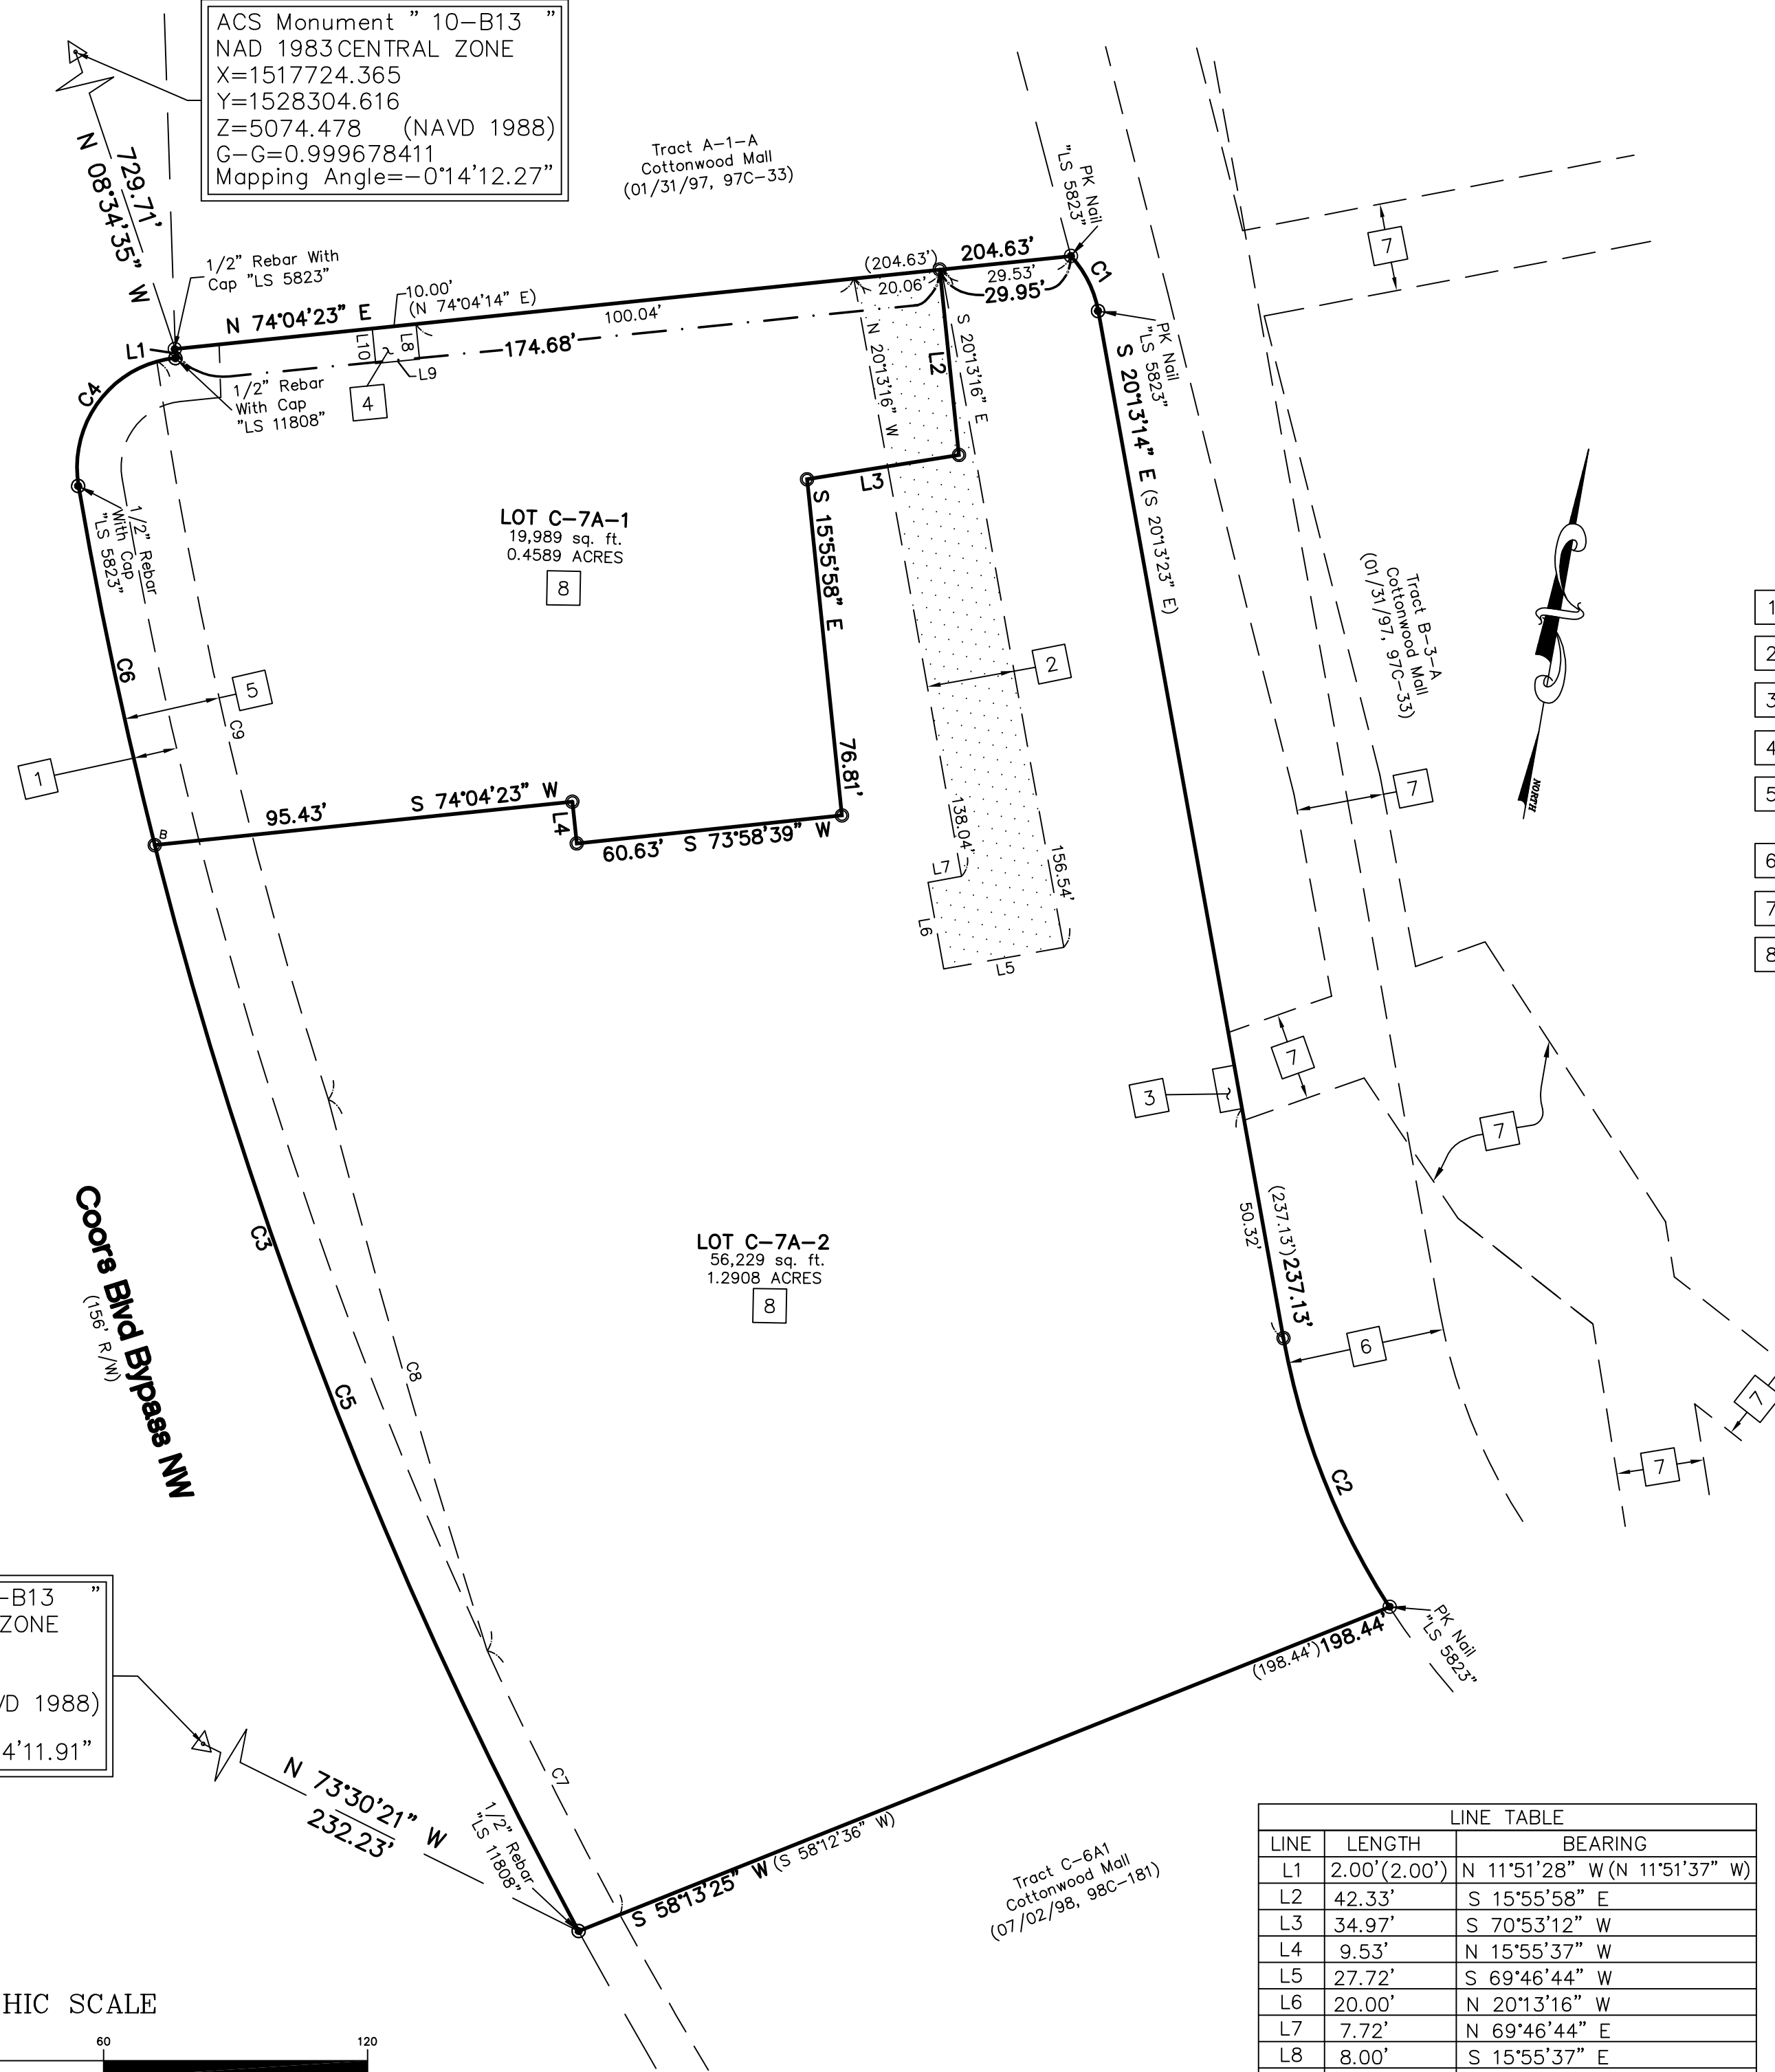 ACS Monument " 10-B13 "
NAD 1983 CENTRAL ZONE
X=1517724.365
Y=1528304.616
Z=5074.478 (NAVD 1988)
G-G=0.999678411
Mapping Angle=-0°14'12.27"
729.71'
N 08°34'35" W
Tract A-1-A
Cottonwood Mall
(01/31/97, 97C-33)
PK Nail
"LS 5823"
1/2" Rebar With
Cap "LS 5823"
L1
N 74°04'23" E
10.00'
(N 74°04'14" E)
(204.63')
204.63'
20.06'
29.53'
29.95'
100.04'
174.68'
C1
7
PK Nail
"LS 5823"
L10
L8
L9
4
1/2" Rebar
With Cap
"LS 11808"
C4
L2
N 20°13'16" W
S 20°13'16" E
S 20°13'14" E (S 20°13'23" E)
L3
1/2" Rebar
With Cap
"LS 5823"
LOT C-7A-1
19,989 sq. ft.
0.4589 ACRES
8
S 15°55'58" E
76.81'
2
Tract B-3-A
Cottonwood Mall
(01/31/97, 97C-33)
NORTH
1
2
3
4
5
6
7
8
C6
5
C9
1
7
B
95.43'
S 74°04'23" W
L4
60.63' S 73°58'39" W
138.04'
156.54'
L7
L6
L5
7
3
7
Coors Blvd Bypass NW
(156' R/W)
C3
C5
C8
LOT C-7A-2
56,229 sq. ft.
1.2908 ACRES
8
50.32'
(237.13') 237.13'
6
7
7
C2
PK Nail
"LS 5823"
(198.44') 198.44'
-B13 "
ZONE
VD 1988)
4'11.91"
N 73°30'21" W
232.23'
1/2" Rebar
"LS 11808"
C7
S 58°13'25" W (S 58°12'36" W)
Tract C-6A1
Cottonwood Mall
(07/02/98, 98C-181)
HIC SCALE
60 120
LINE TABLE
LINE LENGTH BEARING
L1 2.00'(2.00') N 11°51'28" W (N 11°51'37" W)
L2 42.33' S 15°55'58" E
L3 34.97' S 70°53'12" W
L4 9.53' N 15°55'37" W
L5 27.72' S 69°46'44" W
L6 20.00' N 20°13'16" W
L7 7.72' N 69°46'44" E
L8 8.00' S 15°55'37" E